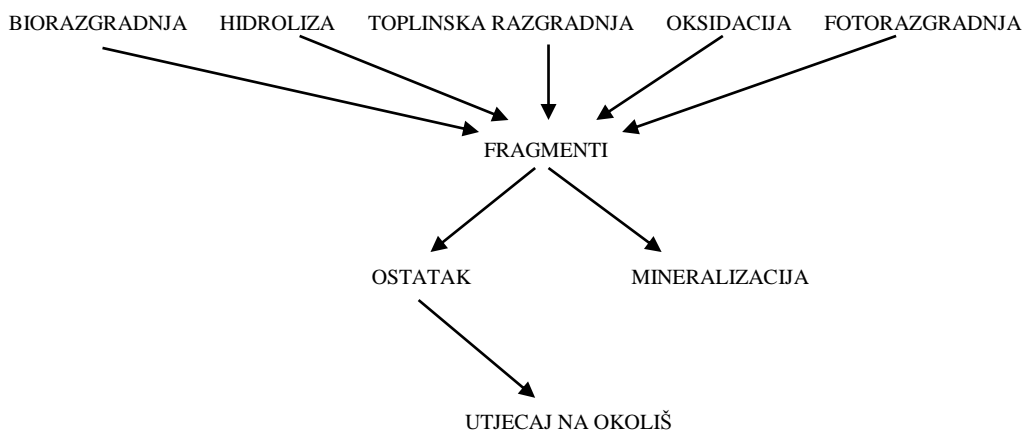 BIORAZGRADNJA HIDROLIZA TOPLINSKA RAZGRADNJA OKSIDACIJA FOTORAZGRADNJA
FRAGMENTI
OSTATAK MINERALIZACIJA
UTJECAJ NA OKOLIŠ